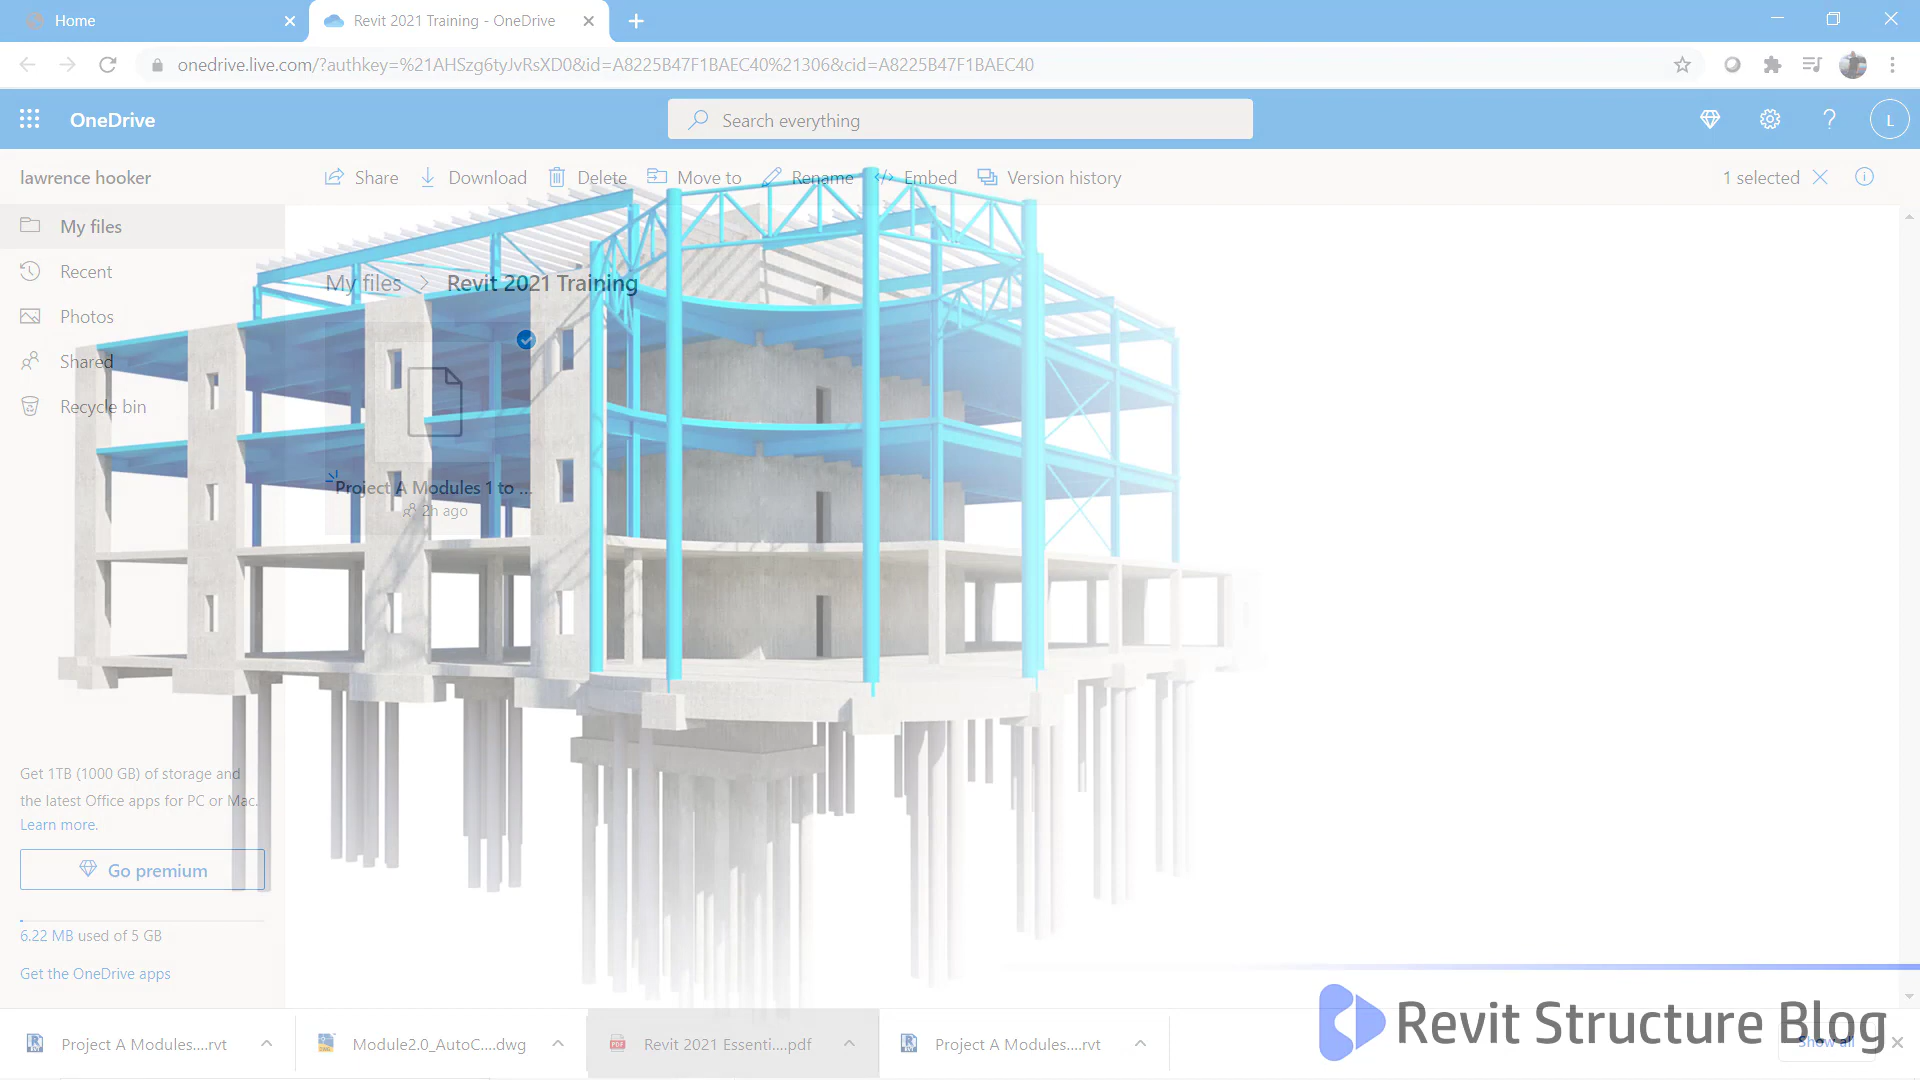 Home
Revit 2021 Training - OneDrive
onedrive.live.com/?authkey=%21AHSzg6tyJvRsXD0&id=A8225B47F1BAEC40%21306&cid=A8225B47F1BAEC40
OneDrive
Search everything
L
lawrence hooker
Share
Download
Delete
Move to
Rename
Embed
Version history
1 selected
My files
Recent
Photos
Shared
Recycle bin
My files > Revit 2021 Training
Project A Modules 1 to ...
2h ago
Get 1TB (1000 GB) of storage and
the latest Office apps for PC or Mac.
Learn more.
Go premium
6.22 MB used of 5 GB
Get the OneDrive apps
Project A Modules....rvt
Module2.0_AutoC....dwg
PDF
Revit 2021 Essenti....pdf
Project A Modules....rvt
Revit Structure Blog
Show all